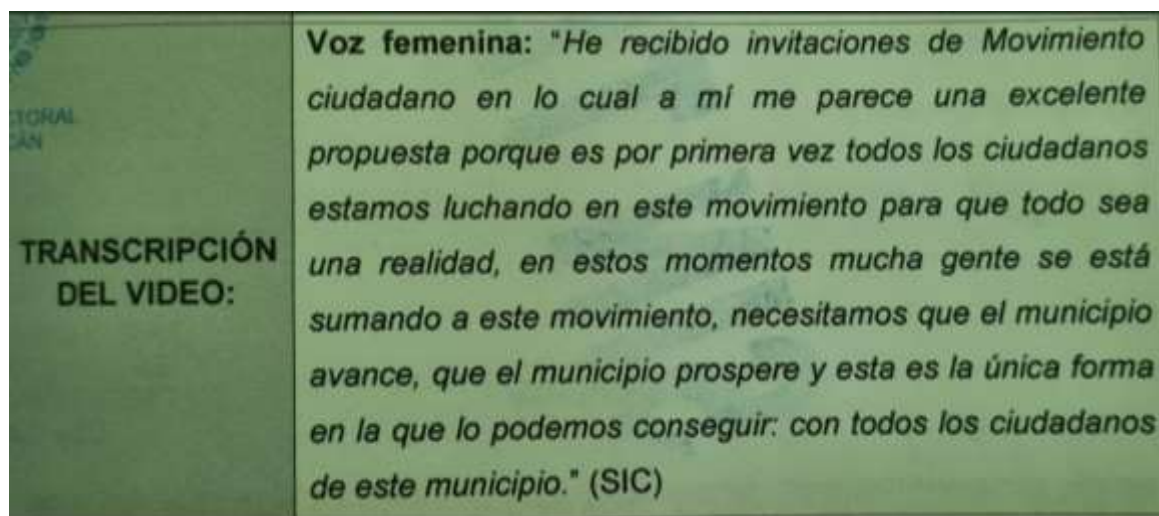 Voz femenina: "He recibido invitaciones de Movimiento
ciudadano en lo cual a mí me parece una excelente
propuesta porque es por primera vez todos los ciudadanos
estamos luchando en este movimiento para que todo sea
una realidad, en estos momentos mucha gente se está
sumando a este movimiento, necesitamos que el municipio
avance, que el municipio prospere y esta es la única forma
en la que lo podemos conseguir: con todos los ciudadanos
de este municipio." (SIC)
TRANSCRIPCIÓN
DEL VIDEO: